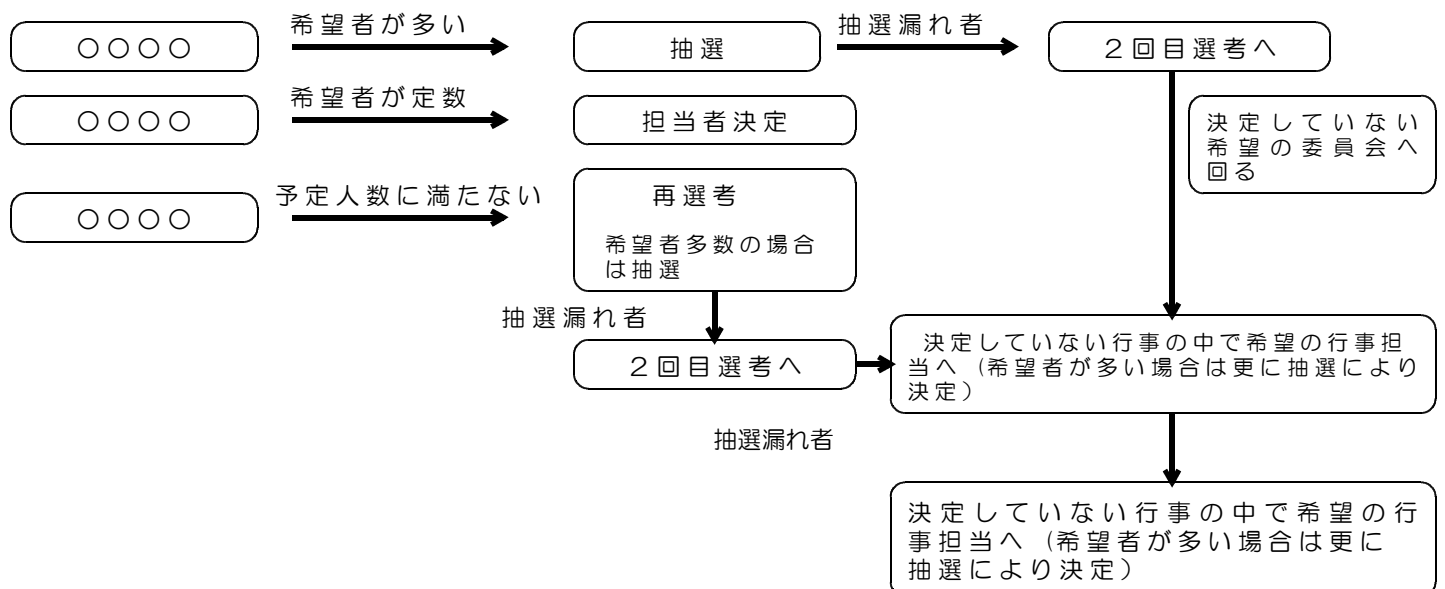 ○○○○
希望者が多い
抽選
抽選漏れ者
2回目選考へ
○○○○
希望者が定数
担当者決定
決定していない
希望の委員会へ
回る
○○○○
予定人数に満たない
再選考
希望者多数の場合
は抽選
抽選漏れ者
2回目選考へ
決定していない行事の中で希望の行事担
当へ(希望者が多い場合は更に抽選により
決定)
抽選漏れ者
決定していない行事の中で希望の行
事担当へ(希望者が多い場合は更に
抽選により決定)